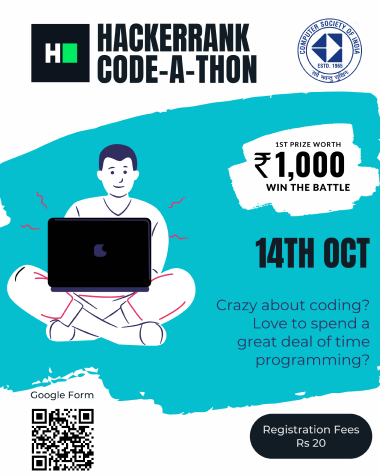 H
HACKERRANK
CODE-A-THON
COMPUTER SOCIETY OF INDIA
ESTD. 1965
1ST PRIZE WORTH
₹1,000
WIN THE BATTLE
14TH OCT
Crazy about coding?
Love to spend a
great deal of time
programming?
Google Form
Registration Fees
Rs 20